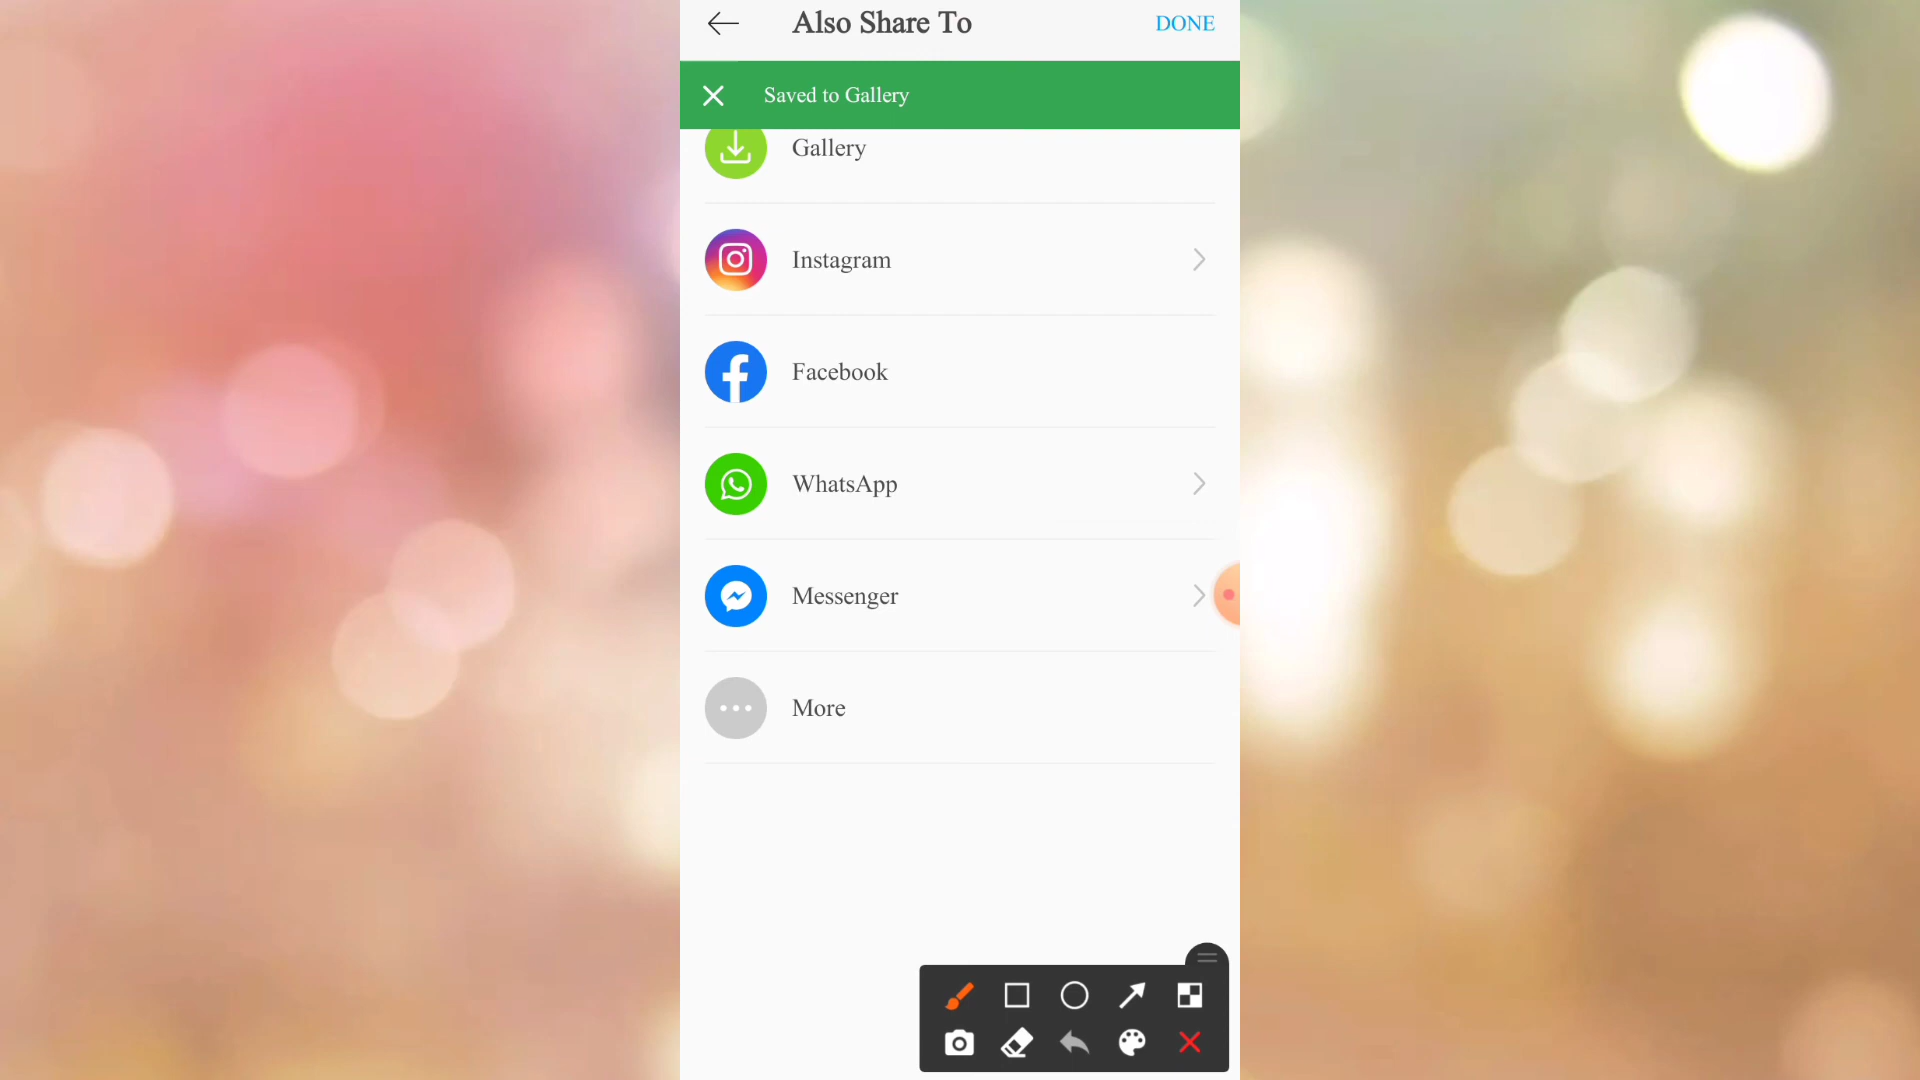 Also Share To
DONE
Saved to Gallery
Gallery
Instagram
Facebook
WhatsApp
Messenger
More